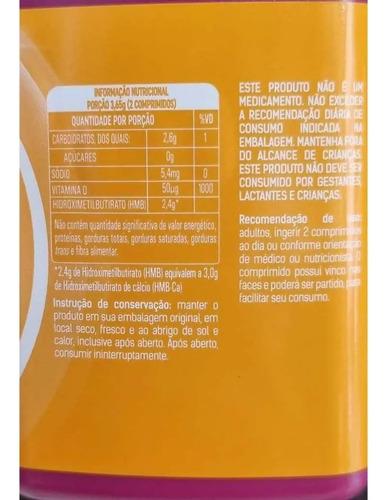 INFORMAÇÃO NUTRICIONAL
PORÇÃO 3,65g (2 COMPRIMIDOS)
QUANTIDADE POR PORÇÃO %VD
CARBOIDRATOS, DOS QUAIS: 2,6g 1
AÇÚCARES 0g
SÓDIO 5,4mg 0
VITAMINA D 50µg 1000
HIDROXIMETILBUTIRATO (HMB) 2,4g*
Não contém quantidade significativa de valor energético,
proteínas, gorduras totais, gorduras saturadas, gorduras
trans e fibra alimentar.
*2,4g de Hidroximetilbutirato (HMB) equivalem a 3,0g
de Hidroximetilbutirato de cálcio (HMB-Ca)
Instrução de conservação: manter o
produto em sua embalagem original, em
local seco, fresco e ao abrigo de sol e
calor, inclusive após aberto. Após aberto,
consumir ininterruptamente.
ESTE PRODUTO NÃO É UM
MEDICAMENTO. NÃO EXCEDER
A RECOMENDAÇÃO DIÁRIA DE
CONSUMO INDICADA NA
EMBALAGEM. MANTENHA FORA
DO ALCANCE DE CRIANÇAS.
ESTE PRODUTO NÃO DEVE SER
CONSUMIDO POR GESTANTES,
LACTANTES E CRIANÇAS.
Recomendação de
adultos, ingerir 2 comprimidos
ao dia ou conforme orientação
de médico ou nutricionista. O
comprimido possui vinco
faces e poderá ser partido, para
facilitar seu consumo.